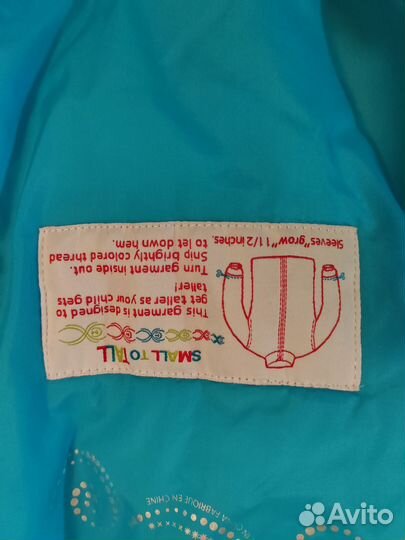 SMALL TO TALL
This garment is designed to
get taller as your child gets
taller!
Turn garment inside out.
Snip brightly colored thread
to let down hem.
Sleeves "grow" 1 1/2 inches.
FABRIQUE EN CHINE
Avito